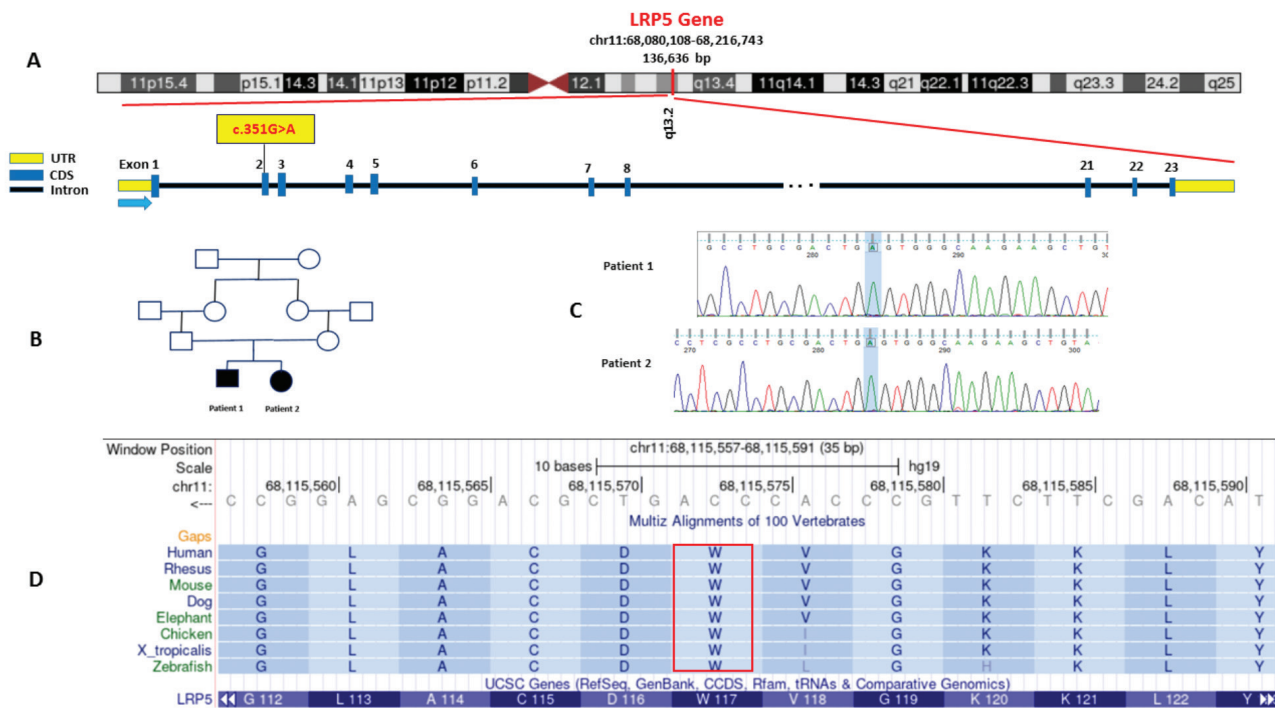 LRP5 Gene
chr11:68,080,108-68,216,743
136,636 bp
A
11p15.4 p15.1 14.3 14.1 11p13 11p12 p11.2 12.1 q13.4 11q14.1 14.3 q21 q22.1 11q22.3 q23.3 24.2 q25
q13.2
c.351G>A
UTR
CDS
Intron
Exon 1 2 3 4 5 6 7 8 ... 21 22 23
B
Patient 1 Patient 2
C
Patient 1
G C C T G C G A C T G A G T G G G C A A G A A G C T G T
280 290 30
Patient 2
C C T C G C C T G C G A C T G A G T G G G C A A G A A G C T G T A
270 280 290 300
D
Window Position chr11:68,115,557-68,115,591 (35 bp)
Scale 10 bases hg19
chr11: 68,115,560 68,115,565 68,115,570 68,115,575 68,115,580 68,115,585 68,115,590
<--- C C G G A G C G G A C G C T G A C C C A C C C G T T C T T C G A C A T
Multiz Alignments of 100 Vertebrates
Gaps
Human G L A C D W V G K K L Y
Rhesus G L A C D W V G K K L Y
Mouse G L A C D W V G K K L Y
Dog G L A C D W V G K K L Y
Elephant G L A C D W V G K K L Y
Chicken G L A C D W I G K K L Y
X_tropicalis G L A C D W I G K K L Y
Zebrafish G L A C D W L G H K L Y
UCSC Genes (RefSeq, GenBank, CCDS, Rfam, tRNAs & Comparative Genomics)
LRP5 G 112 L 113 A 114 C 115 D 116 W 117 V 118 G 119 K 120 K 121 L 122 Y